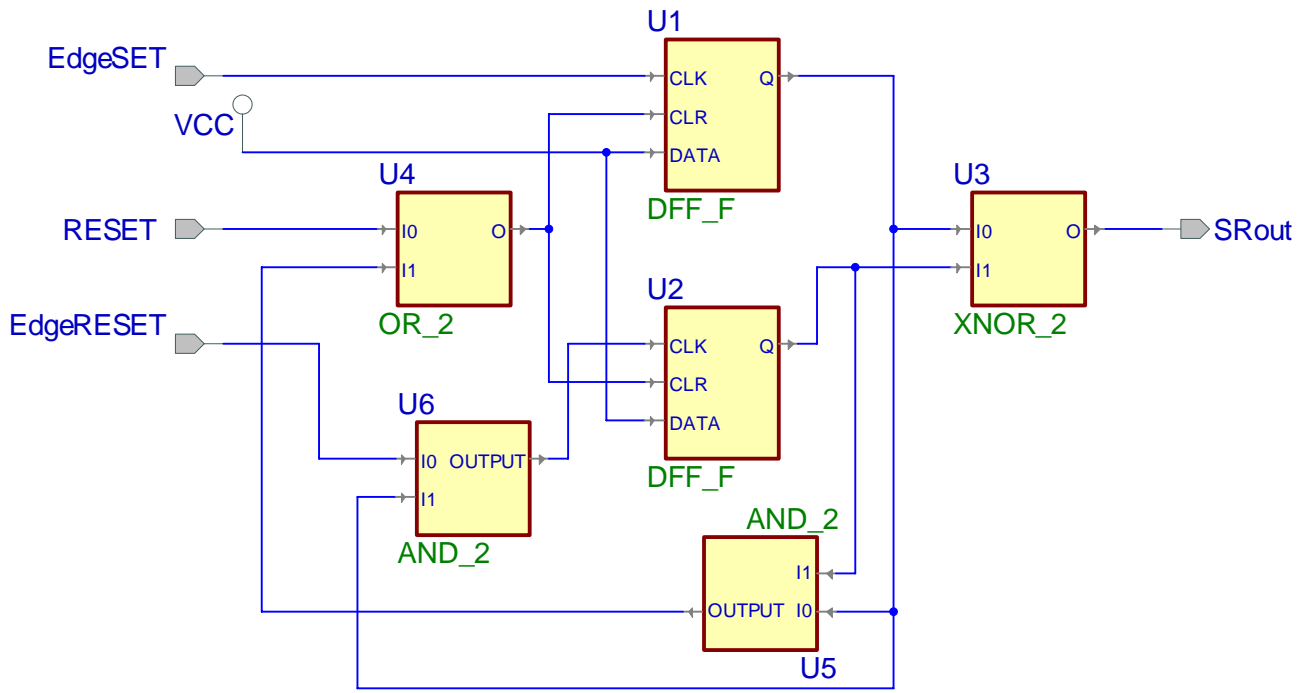 U1
EdgeSET
CLK
Q
VCC
CLR
DATA
U4
U3
DFF_F
RESET
I0
O
I0
O
SRout
I1
I1
U2
EdgeRESET
OR_2
XNOR_2
CLK
Q
CLR
U6
DATA
I0
OUTPUT
DFF_F
I1
AND_2
AND_2
I1
OUTPUT
I0
U5